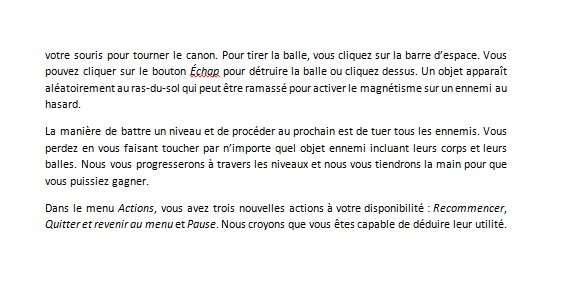 votre souris pour tourner le canon. Pour tirer la balle, vous cliquez sur la barre d’espace. Vous
pouvez cliquer sur le bouton Échap pour détruire la balle ou cliquez dessus. Un objet apparaît
aléatoirement au ras-du-sol qui peut être ramassé pour activer le magnétisme sur un ennemi au
hasard.
La manière de battre un niveau et de procéder au prochain est de tuer tous les ennemis. Vous
perdez en vous faisant toucher par n’importe quel objet ennemi incluant leurs corps et leurs
balles. Nous vous progresserons à travers les niveaux et nous vous tiendrons la main pour que
vous puissiez gagner.
Dans le menu Actions, vous avez trois nouvelles actions à votre disponibilité : Recommencer,
Quitter et revenir au menu et Pause. Nous croyons que vous êtes capable de déduire leur utilité.